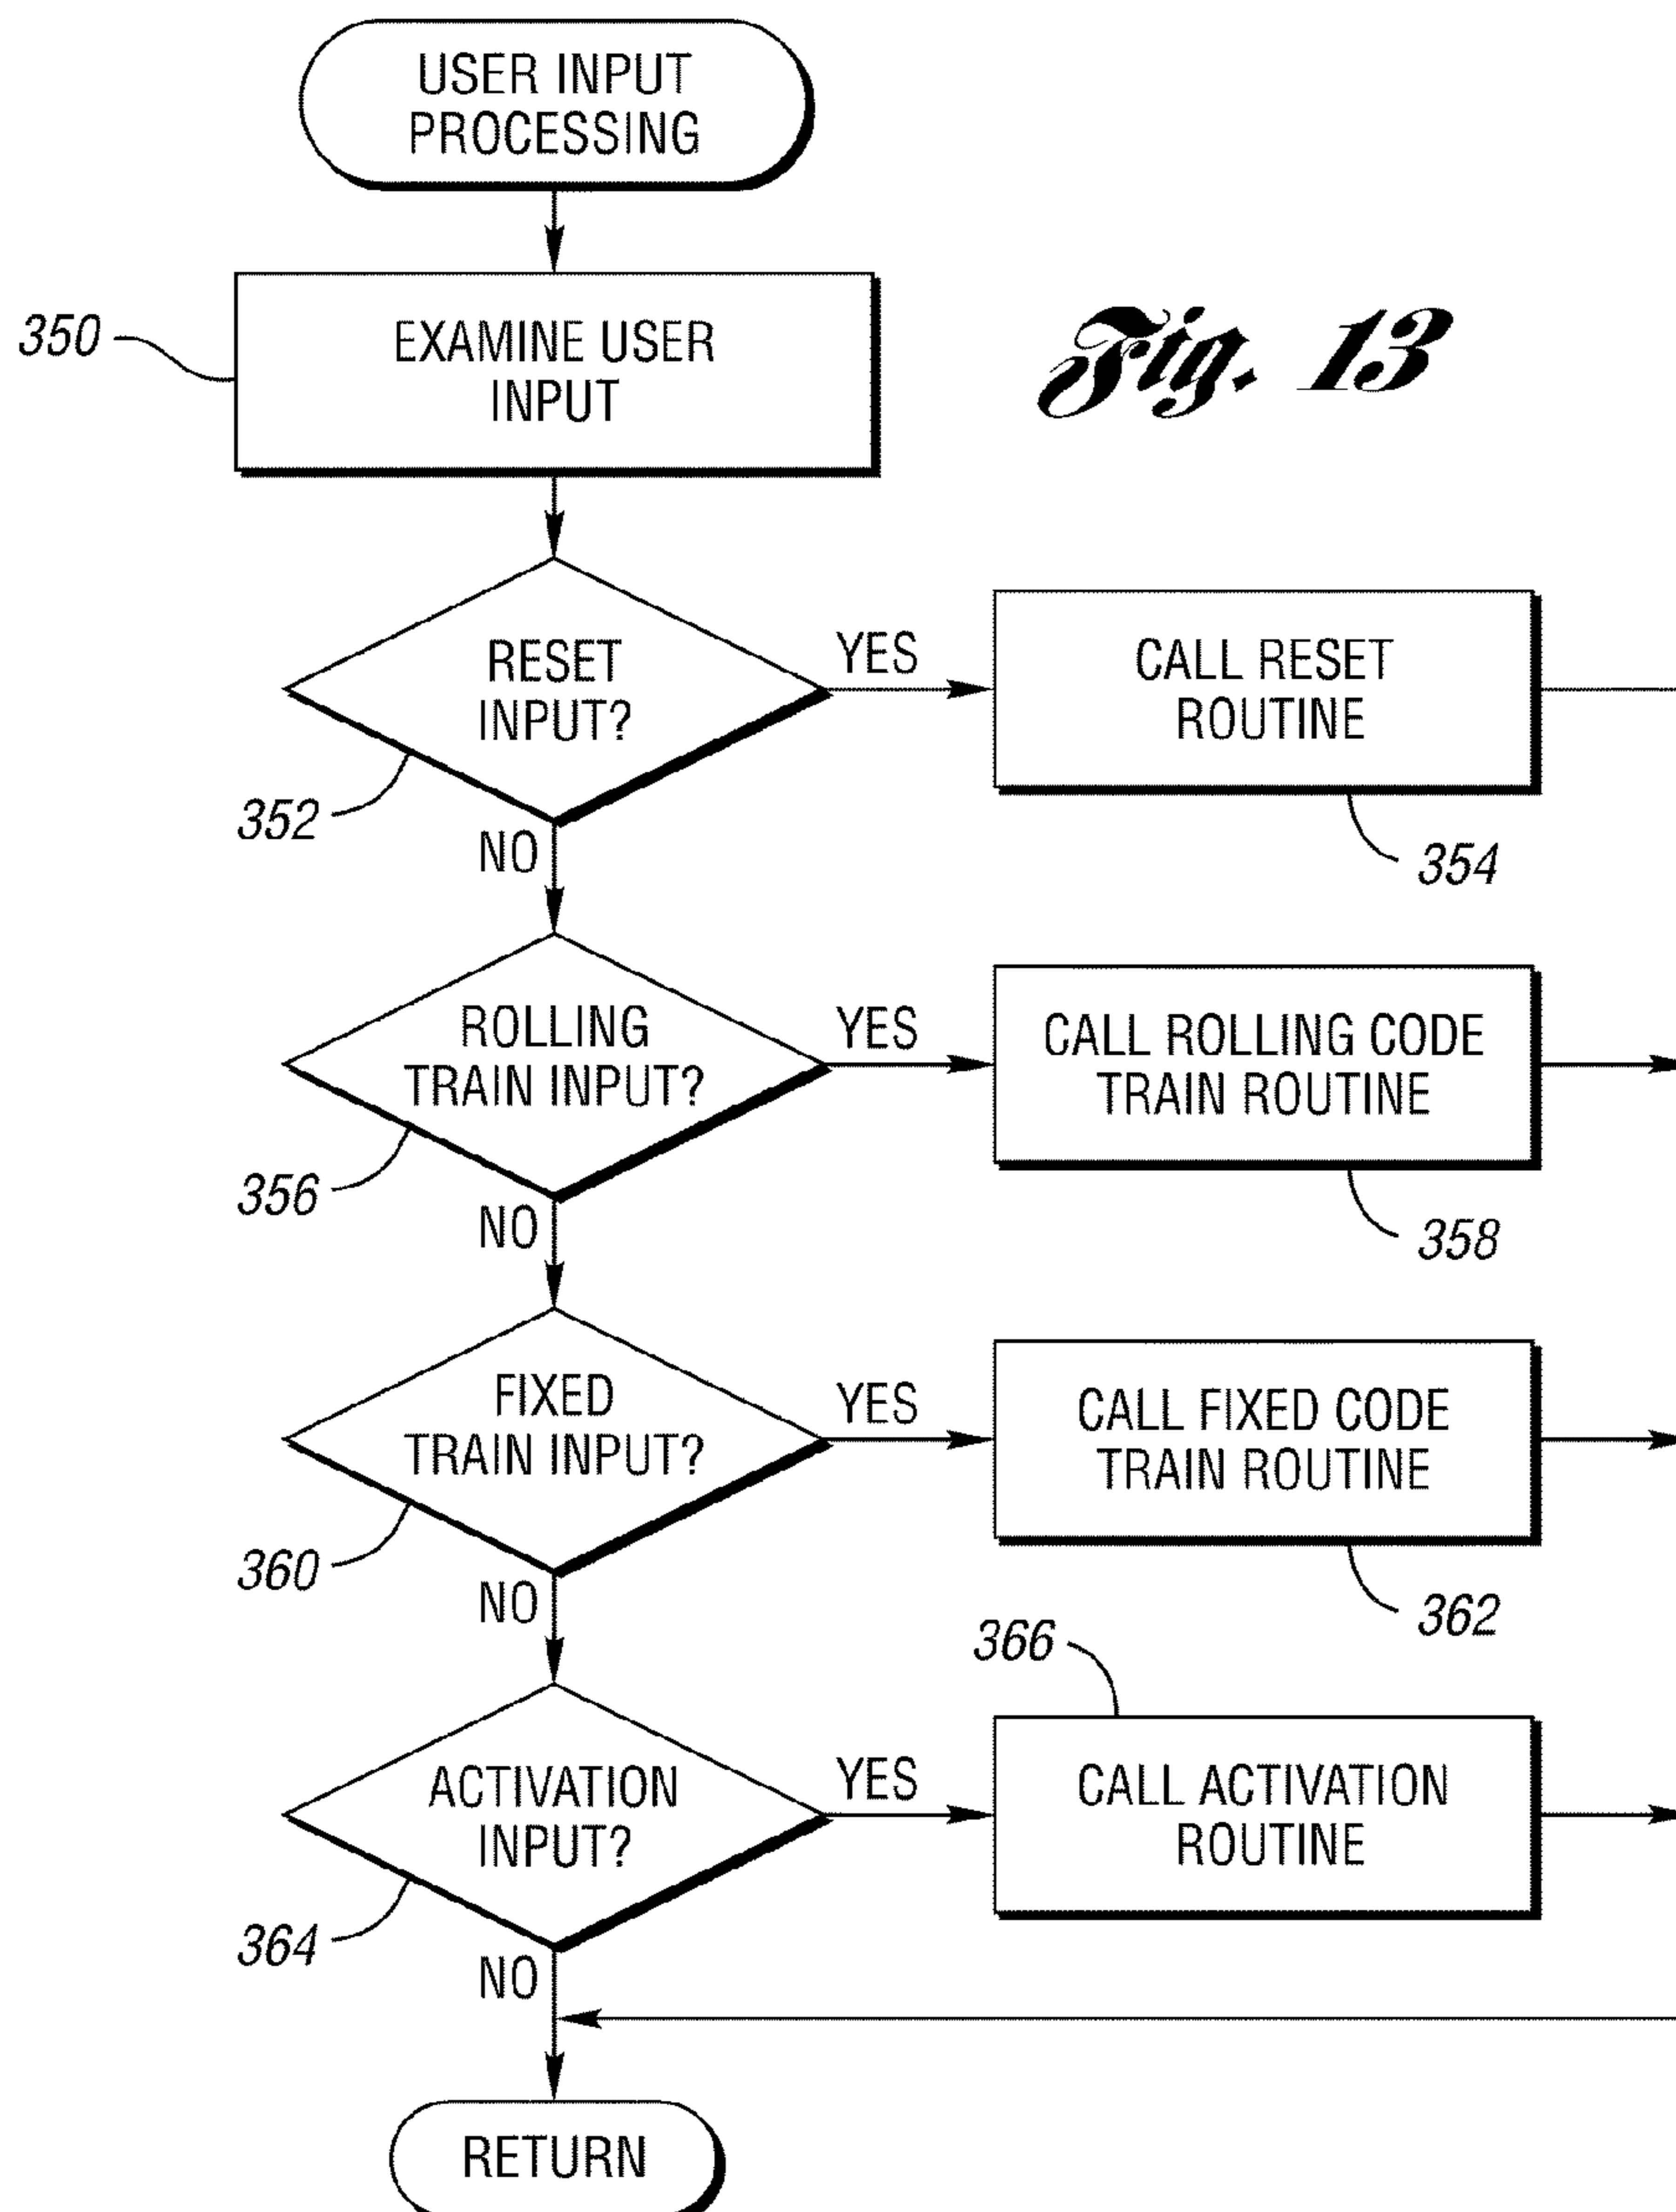 USER INPUT
PROCESSING
350
EXAMINE USER
INPUT
Fig. 13
RESET
INPUT?
352
YES
CALL RESET
ROUTINE
354
NO
ROLLING
TRAIN INPUT?
356
YES
CALL ROLLING CODE
TRAIN ROUTINE
358
NO
FIXED
TRAIN INPUT?
360
YES
CALL FIXED CODE
TRAIN ROUTINE
362
NO
ACTIVATION
INPUT?
364
YES
366
CALL ACTIVATION
ROUTINE
NO
RETURN